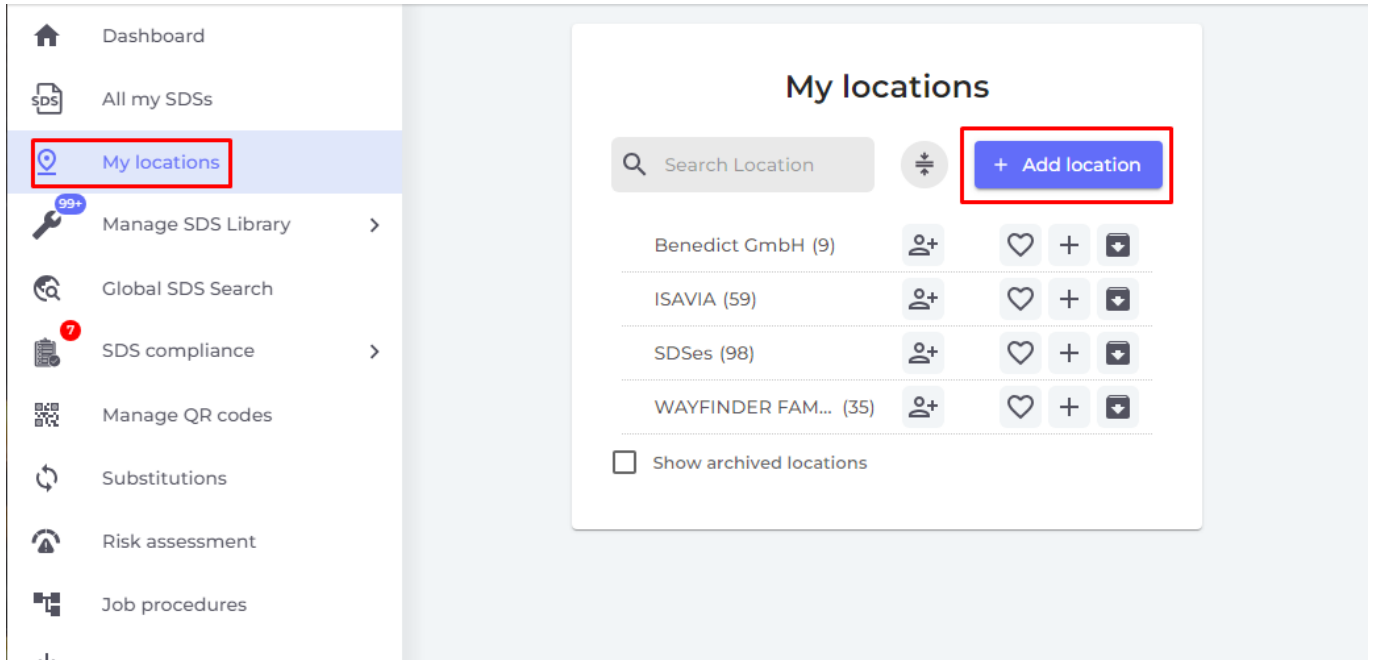 Dashboard
SDS
All my SDSs
My locations
99+
Manage SDS Library
Global SDS Search
7
SDS compliance
Manage QR codes
Substitutions
Risk assessment
Job procedures
My locations
Search Location
+ Add location
Benedict GmbH (9)
ISAVIA (59)
SDSes (98)
WAYFINDER FAM... (35)
Show archived locations